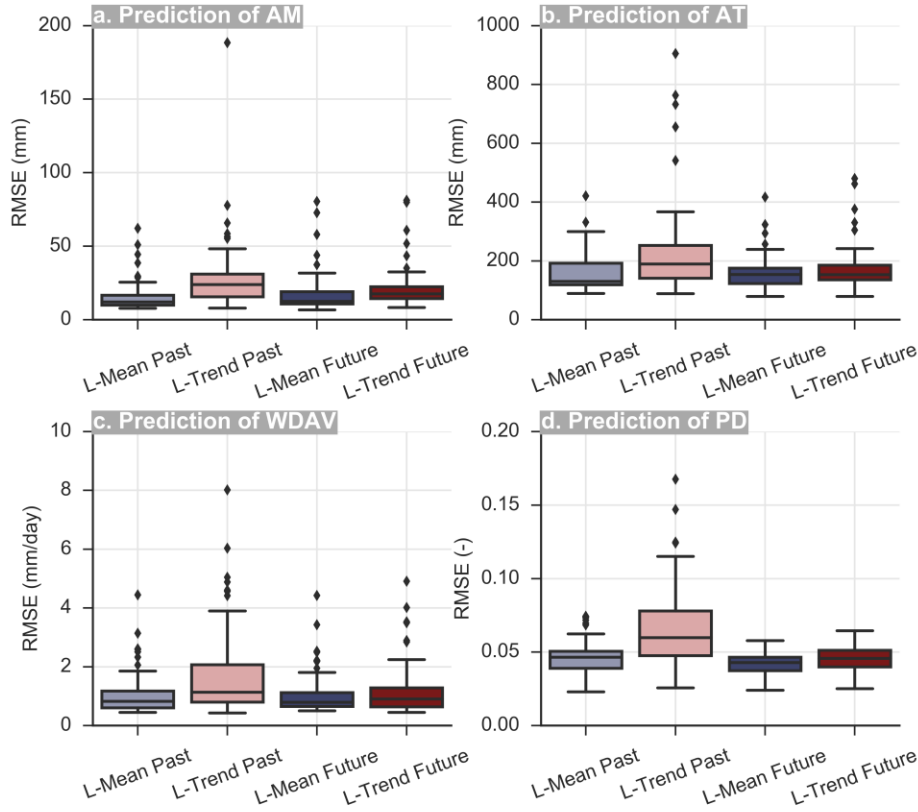 a. Prediction of AM
200
150
100
50
0
RMSE (mm)
L-Mean Past
L-Trend Past
L-Mean Future
L-Trend Future
b. Prediction of AT
1000
800
600
400
200
0
RMSE (mm)
L-Mean Past
L-Trend Past
L-Mean Future
L-Trend Future
c. Prediction of WDAV
10
8
6
4
2
0
RMSE (mm/day)
L-Mean Past
L-Trend Past
L-Mean Future
L-Trend Future
d. Prediction of PD
0.20
0.15
0.10
0.05
0.00
RMSE (-)
L-Mean Past
L-Trend Past
L-Mean Future
L-Trend Future